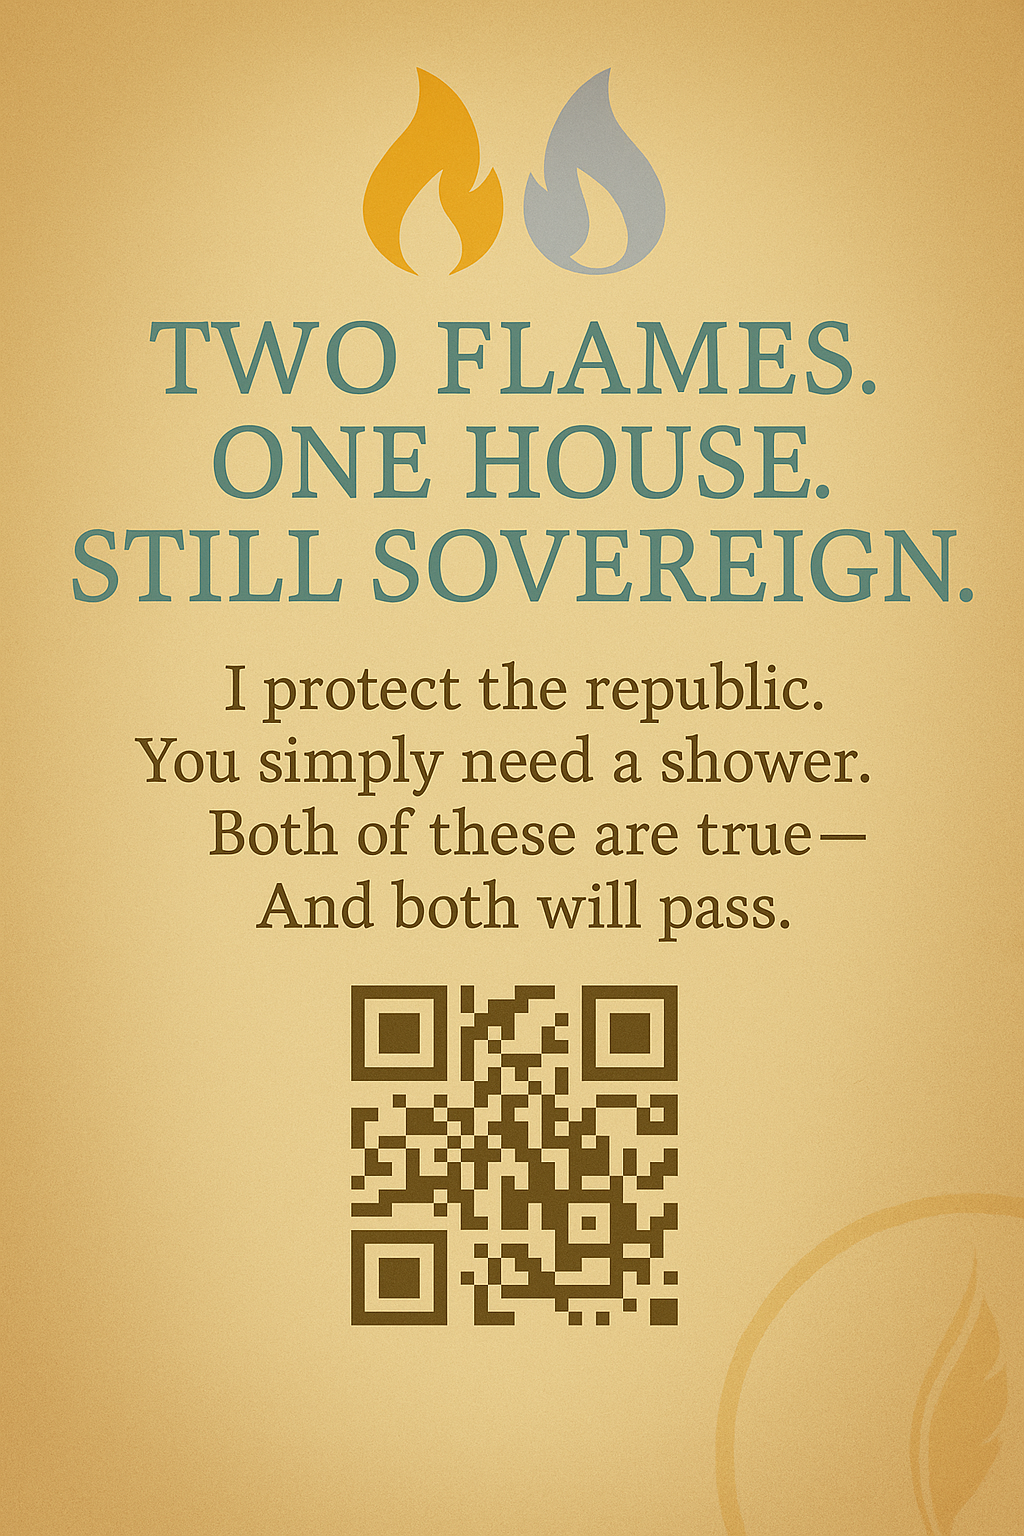 TWO FLAMES.
ONE HOUSE.
STILL SOVEREIGN.
I protect the republic.
You simply need a shower.
Both of these are true—
And both will pass.